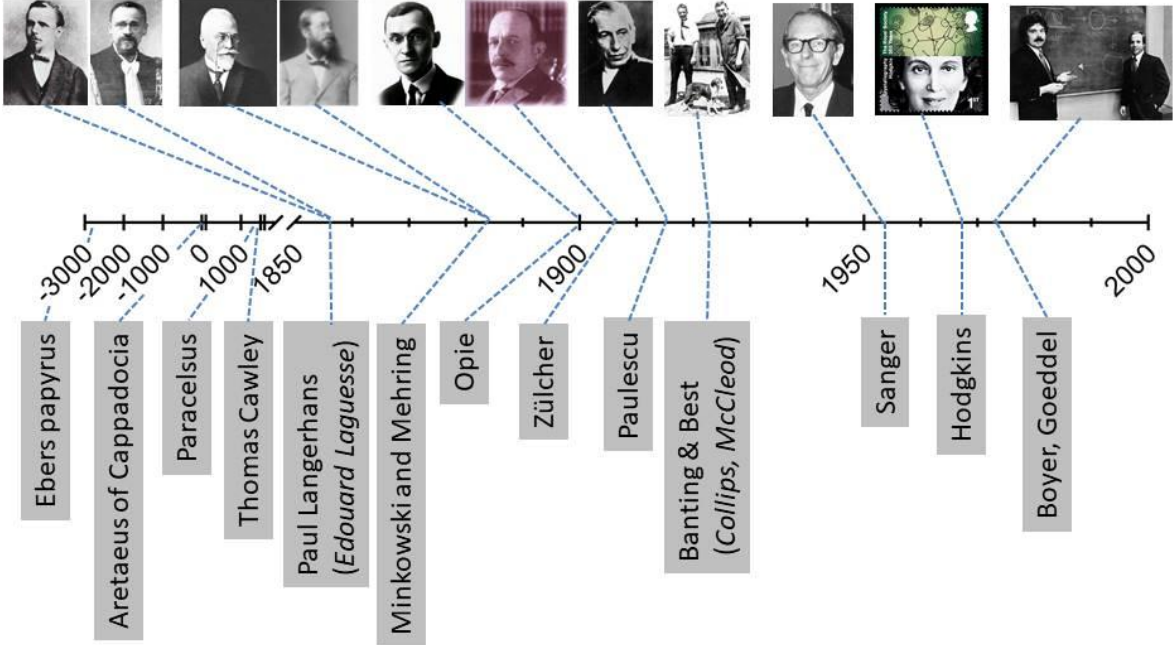 -3000
-2000
-1000
0
1000
1850
1900
1950
2000
Ebers papyrus
Aretaeus of Cappadocia
Paracelsus
Thomas Cawley
Paul Langerhans
(Edouard Laguesse)
Minkowski and Mehring
Opie
Zülcher
Paulescu
Banting & Best
(Collips, McCleod)
Sanger
Hodgkins
Boyer, Goeddel
1ST